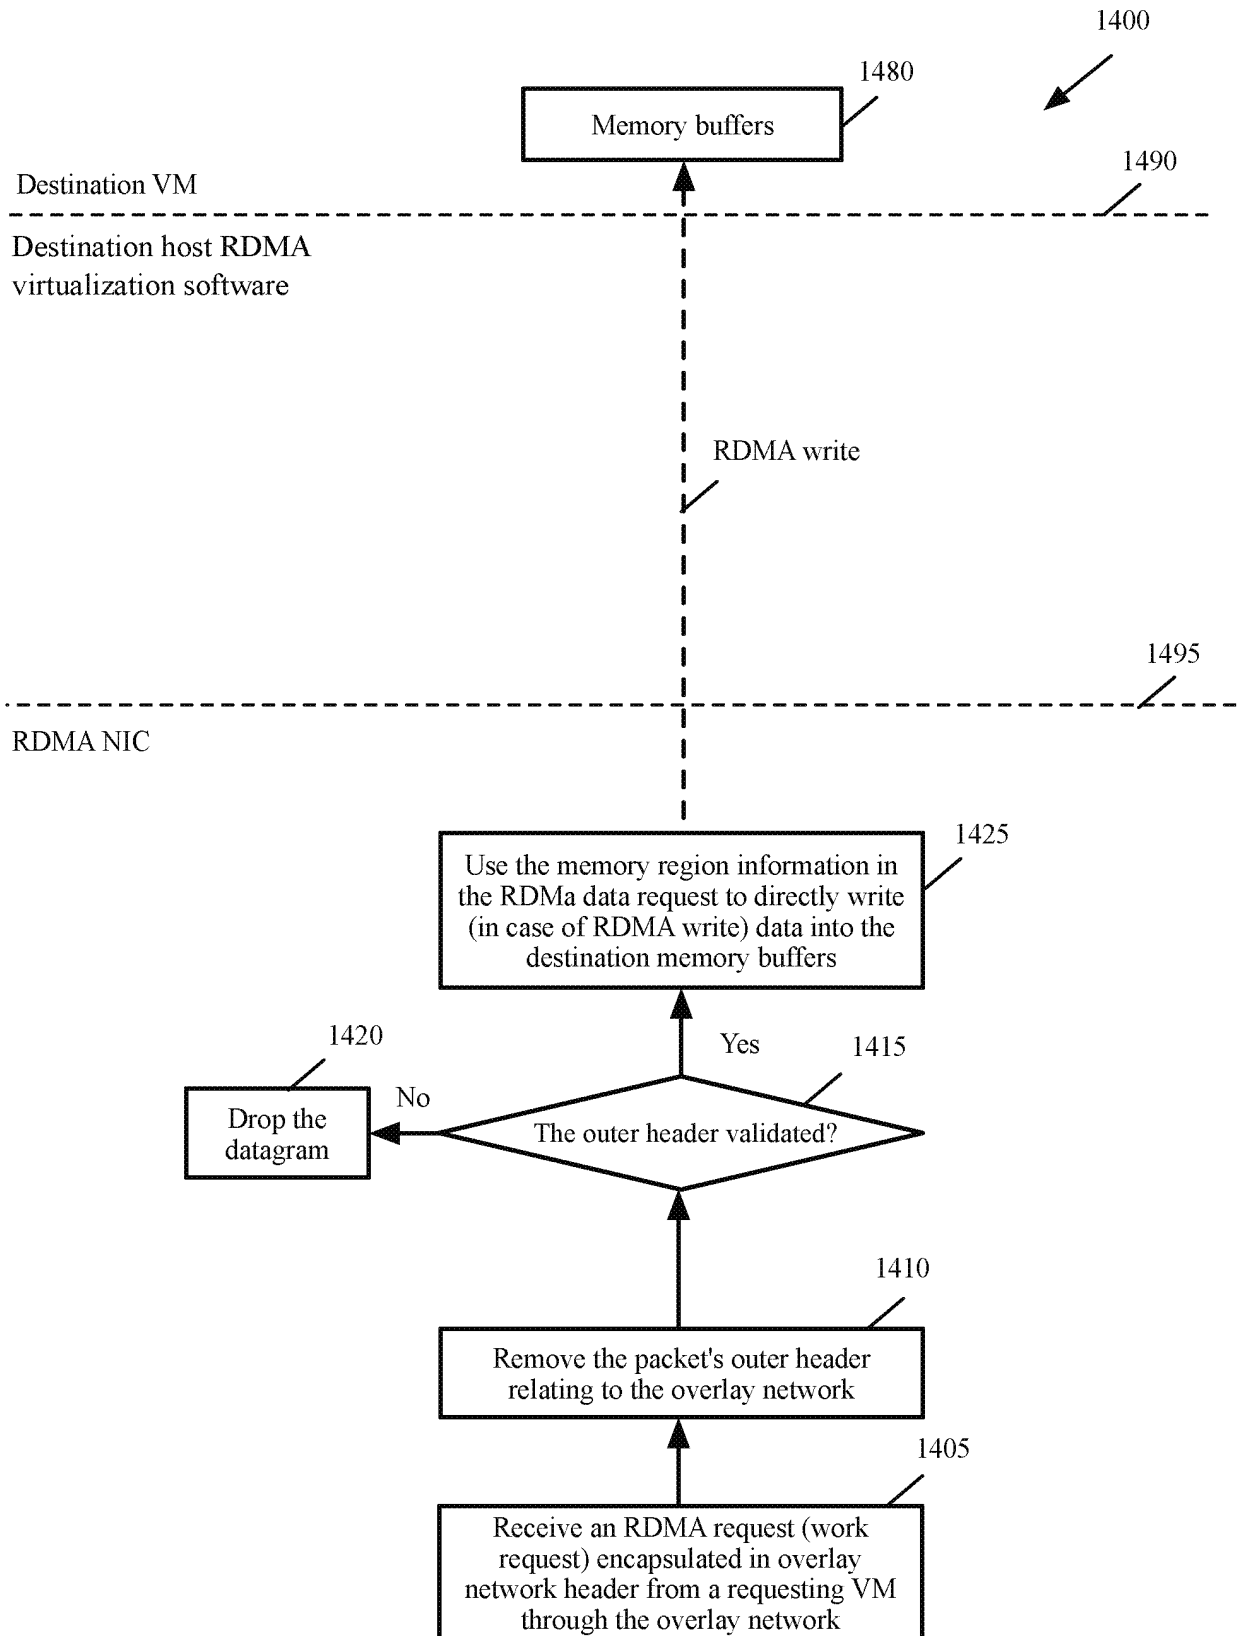 1400
1480
Memory buffers
1490
Destination VM
Destination host RDMA
virtualization software
RDMA write
1495
RDMA NIC
1425
Use the memory region information in
the RDMa data request to directly write
(in case of RDMA write) data into the
destination memory buffers
1420
Yes
1415
No
Drop the
datagram
The outer header validated?
1410
Remove the packet's outer header
relating to the overlay network
1405
Receive an RDMA request (work
request) encapsulated in overlay
network header from a requesting VM
through the overlay network